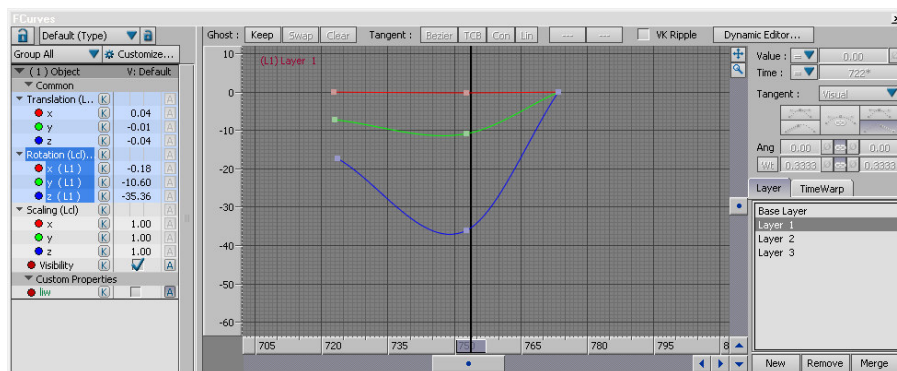 FCurves
Default (Type)
Group All Customize...
( 1 ) Object V: Default
Common
Translation (L... K A
x K 0.04 A
y K -0.01 A
z K -0.04 A
Rotation (Lcl)... K A
x ( L1 ) K -0.18 A
y ( L1 ) K -10.60 A
z ( L1 ) K -35.36 A
Scaling (Lcl) K A
x K 1.00 A
y K 1.00 A
z K 1.00 A
Visibility K A
Custom Properties
liw K A
Ghost : Keep Swap Clear Tangent : Bezier TCB Con Lin --- --- VK Ripple Dynamic Editor...
(L1) Layer 1
10
0
-10
-20
-30
-40
-50
-60
705 720 735 750 765 780 795 8
Value : = 0.00
Time : = 722*
Tangent : Visual
Ang 0.00 0.00
Wt 0.3333 0.3333
Layer TimeWarp
Base Layer
Layer 1
Layer 2
Layer 3
New Remove Merge